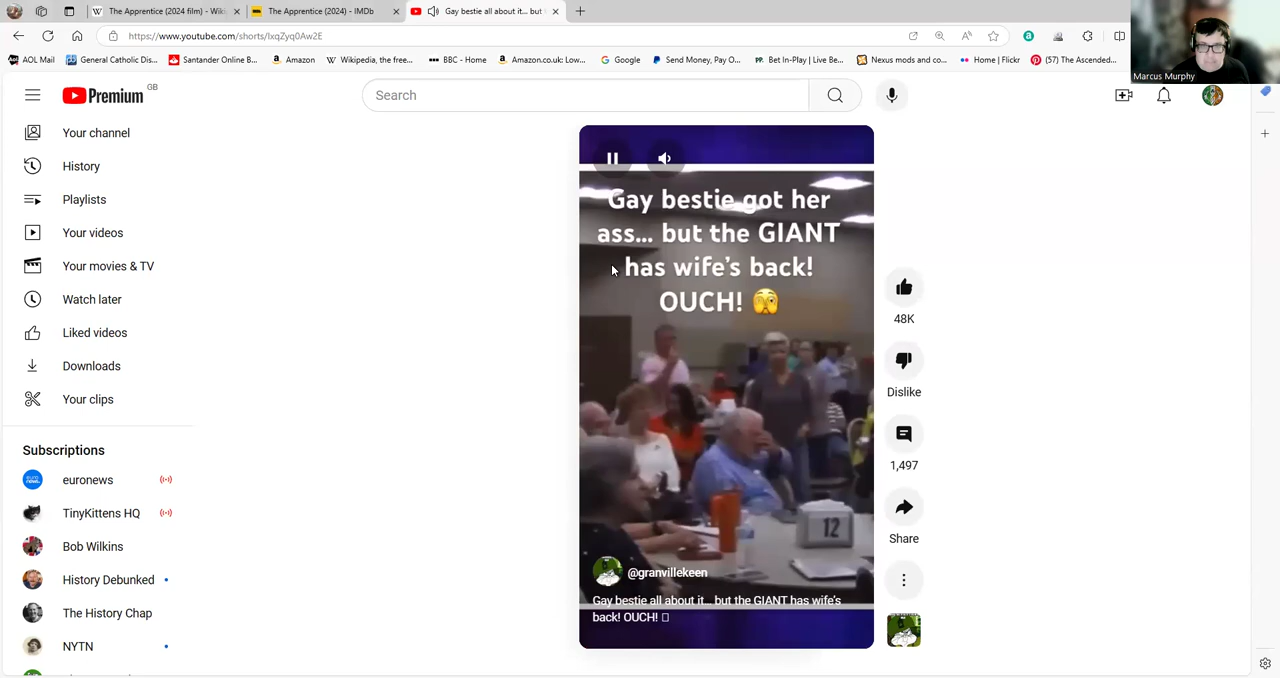 The Apprentice (2024 film) - Wiki
The Apprentice (2024) - IMDb
Gay bestie all about it... but t
https://www.youtube.com/shorts/IxqZyq0Aw2E
AOL Mail
General Catholic Dis...
Santander Online B...
Amazon
Wikipedia, the free...
BBC - Home
Amazon.co.uk: Low...
Google
Send Money, Pay O...
Bet In-Play | Live Be...
Nexus mods and co...
Home | Flickr
(57) The Ascended...
Marcus Murphy
Premium GB
Search
Your channel
History
Playlists
Your videos
Your movies & TV
Watch later
Liked videos
Downloads
Your clips
Subscriptions
euronews
TinyKittens HQ
Bob Wilkins
History Debunked
The History Chap
NYTN
Gay bestie got her
ass... but the GIANT
has wife's back!
OUCH! 🫣
12
@granvillekeen
Gay bestie all about it... but the GIANT has wife's
back! OUCH!
48K
Dislike
1,497
Share